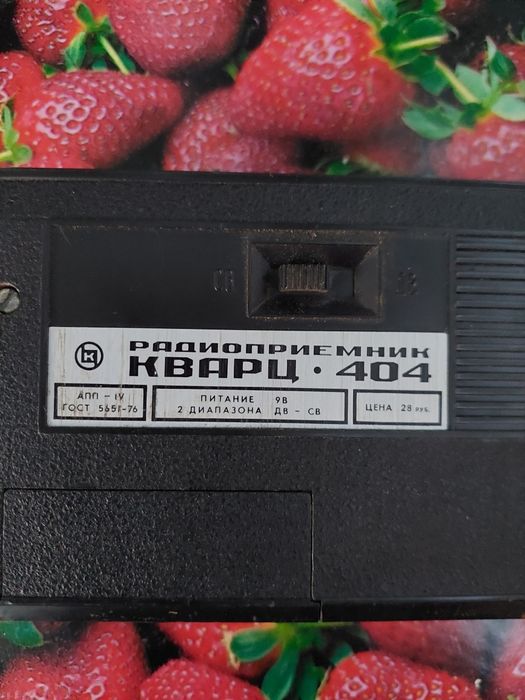 СВ ДВ
РАДИОПРИЕМНИК
КВАРЦ · 404
АПП - IV
ГОСТ 5651-76
ПИТАНИЕ 9В
2 ДИАПАЗОНА ДВ - СВ
ЦЕНА 28 РУБ.